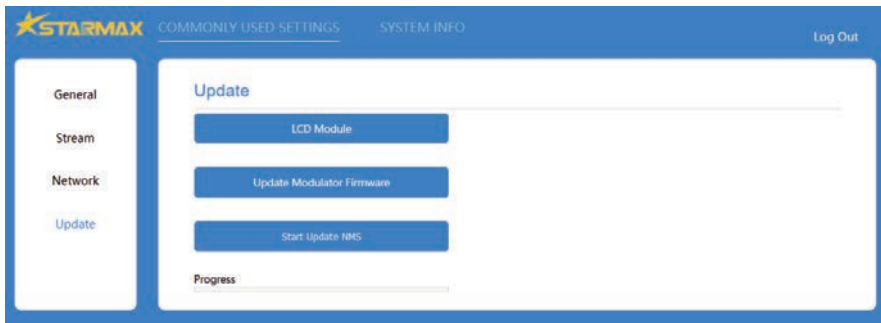 STARMAX COMMONLY USED SETTINGS SYSTEM INFO
Log Out
General
Stream
Network
Update
Update
LCD Module
Update Modulator Firmware
Start Update NMS
Progress